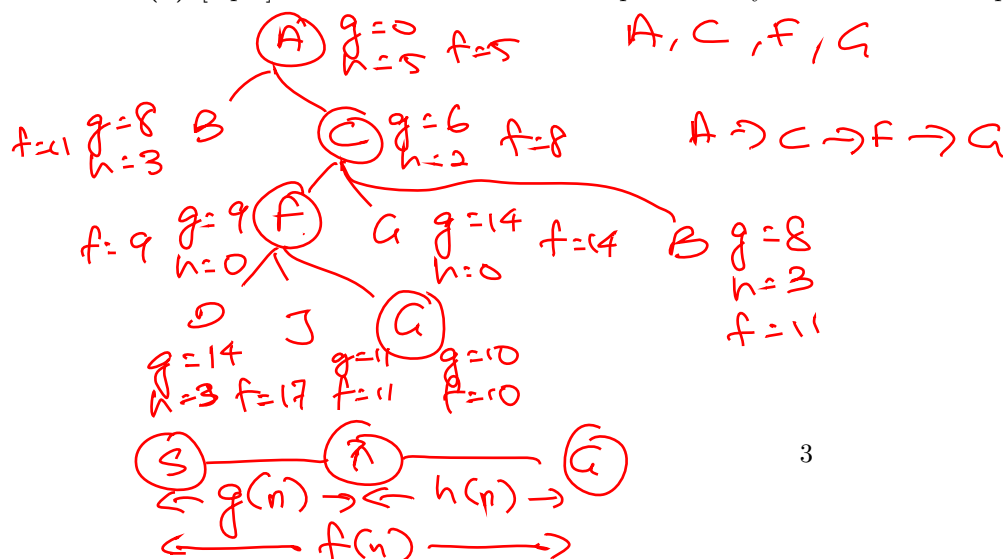 A g=0 h=5 f=5 A, C, F, G
f=11 g=8 h=3 B C g=6 h=2 f=8 A → C → F → G
f=9 g=9 h=0 F G g=14 h=0 f=14 B g=8 h=3 f=11
D J G
g=14 h=3 f=17 g=11 f=11 g=10 f=10
S n G
g(n) h(n)
f(n)
3